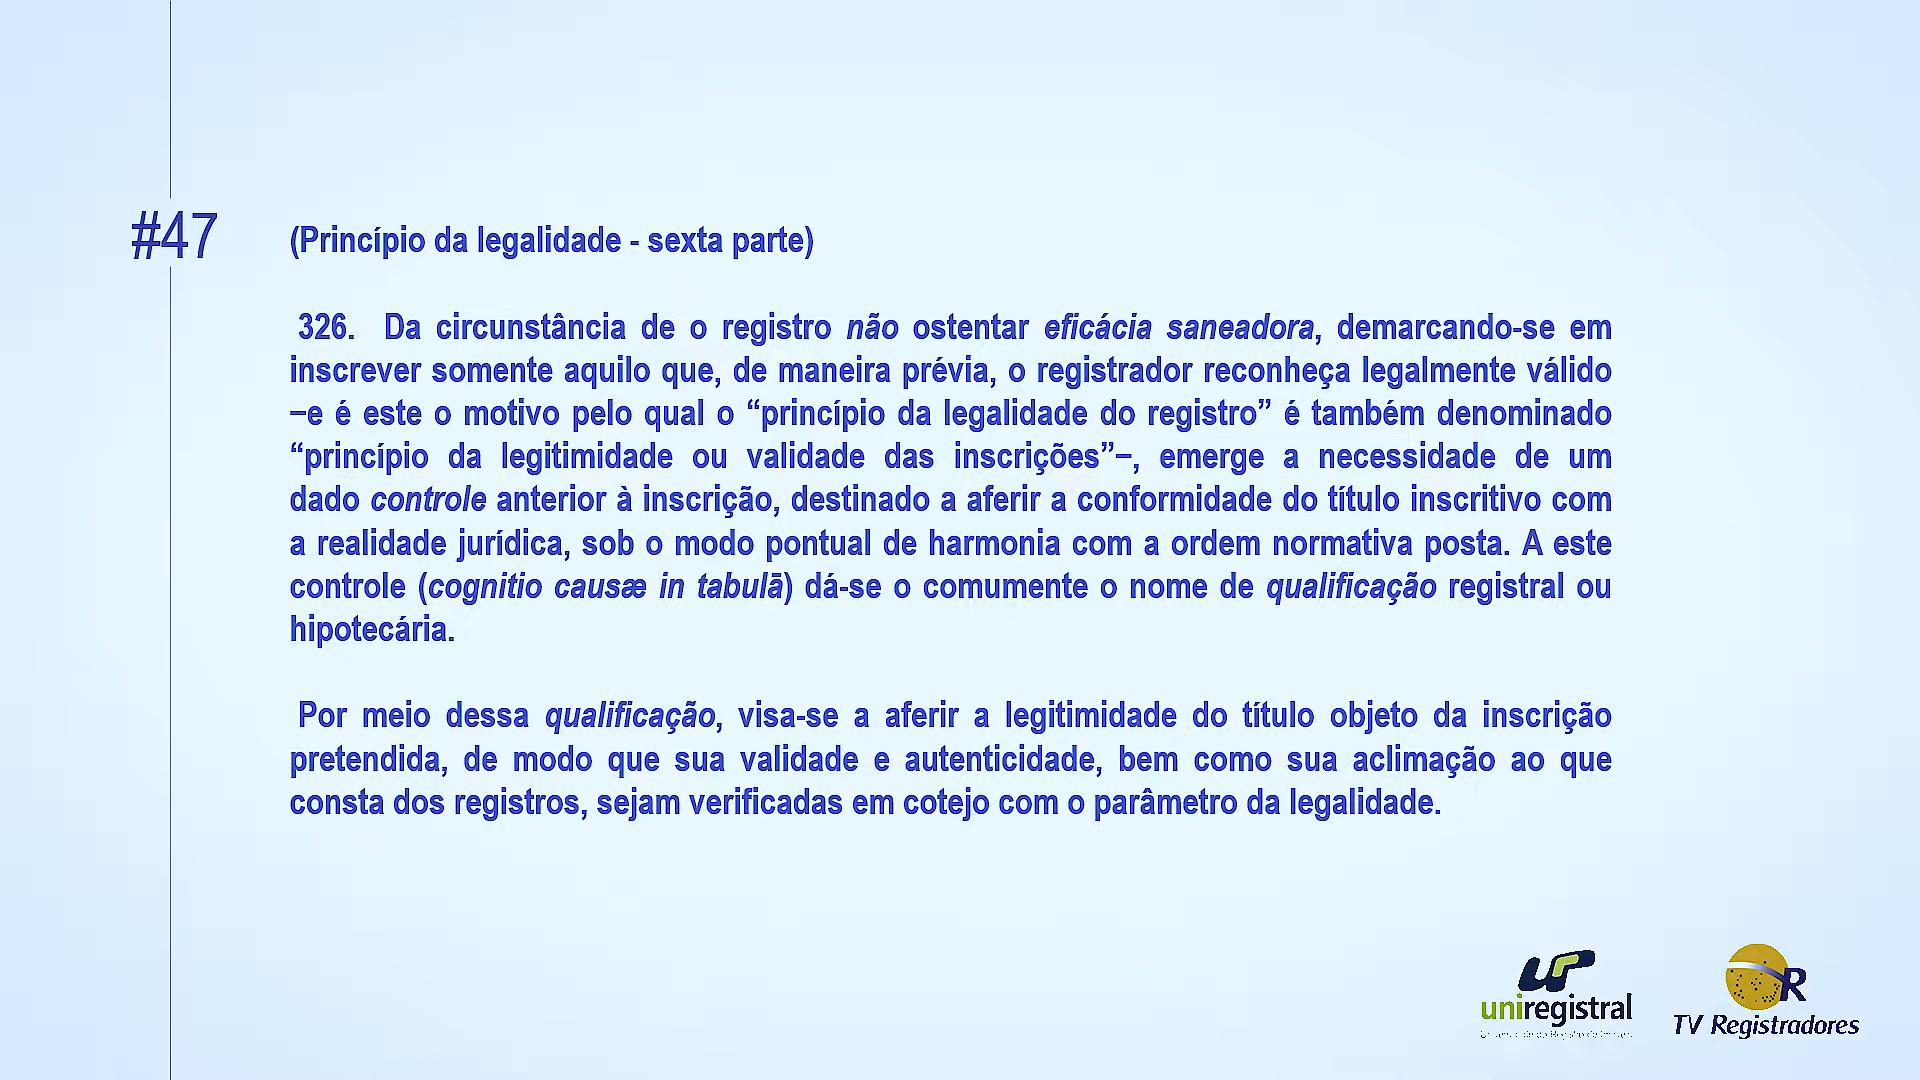 #47
(Princípio da legalidade - sexta parte)
326. Da circunstância de o registro não ostentar eficácia saneadora, demarcando-se em
inscrever somente aquilo que, de maneira prévia, o registrador reconheça legalmente válido
−e é este o motivo pelo qual o “princípio da legalidade do registro” é também denominado
“princípio da legitimidade ou validade das inscrições”−, emerge a necessidade de um
dado controle anterior à inscrição, destinado a aferir a conformidade do título inscritivo com
a realidade jurídica, sob o modo pontual de harmonia com a ordem normativa posta. A este
controle (cognitio causæ in tabulā) dá-se o comumente o nome de qualificação registral ou
hipotecária.
Por meio dessa qualificação, visa-se a aferir a legitimidade do título objeto da inscrição
pretendida, de modo que sua validade e autenticidade, bem como sua aclimação ao que
consta dos registros, sejam verificadas em cotejo com o parâmetro da legalidade.
uniregistral
TV Registradores